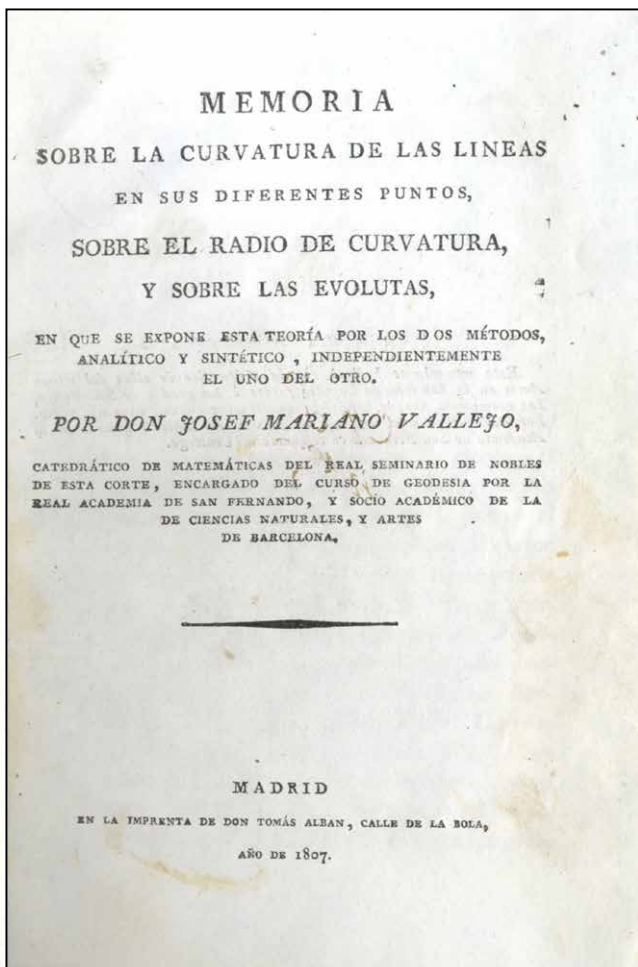 MEMORIA
SOBRE LA CURVATURA DE LAS LINEAS
EN SUS DIFERENTES PUNTOS,
SOBRE EL RADIO DE CURVATURA,
Y SOBRE LAS EVOLUTAS,
EN QUE SE EXPONE ESTA TEORÍA POR LOS DOS MÉTODOS,
ANALÍTICO Y SINTÉTICO, INDEPENDIENTEMENTE
EL UNO DEL OTRO.
POR DON JOSEF MARIANO VALLEJO,
CATEDRÁTICO DE MATEMÁTICAS DEL REAL SEMINARIO DE NOBLES
DE ESTA CORTE, ENCARGADO DEL CURSO DE GEODESIA POR LA
REAL ACADEMIA DE SAN FERNANDO, Y SOCIO ACADÉMICO DE LA
DE CIENCIAS NATURALES, Y ARTES
DE BARCELONA.
MADRID
EN LA IMPRENTA DE DON TOMÁS ALBAN, CALLE DE LA BOLA,
AÑO DE 1807.